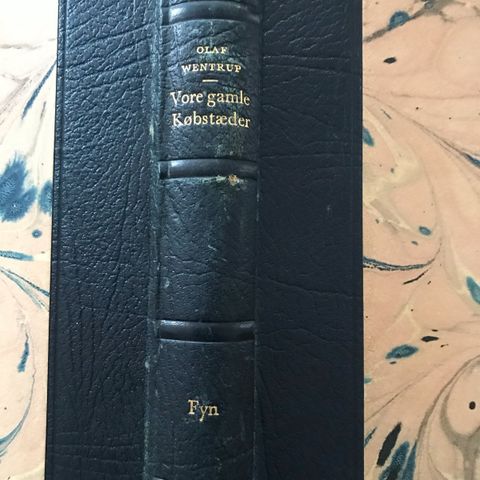 OLAF
WENTRUP
Vore gamle
Købstæder
Fyn